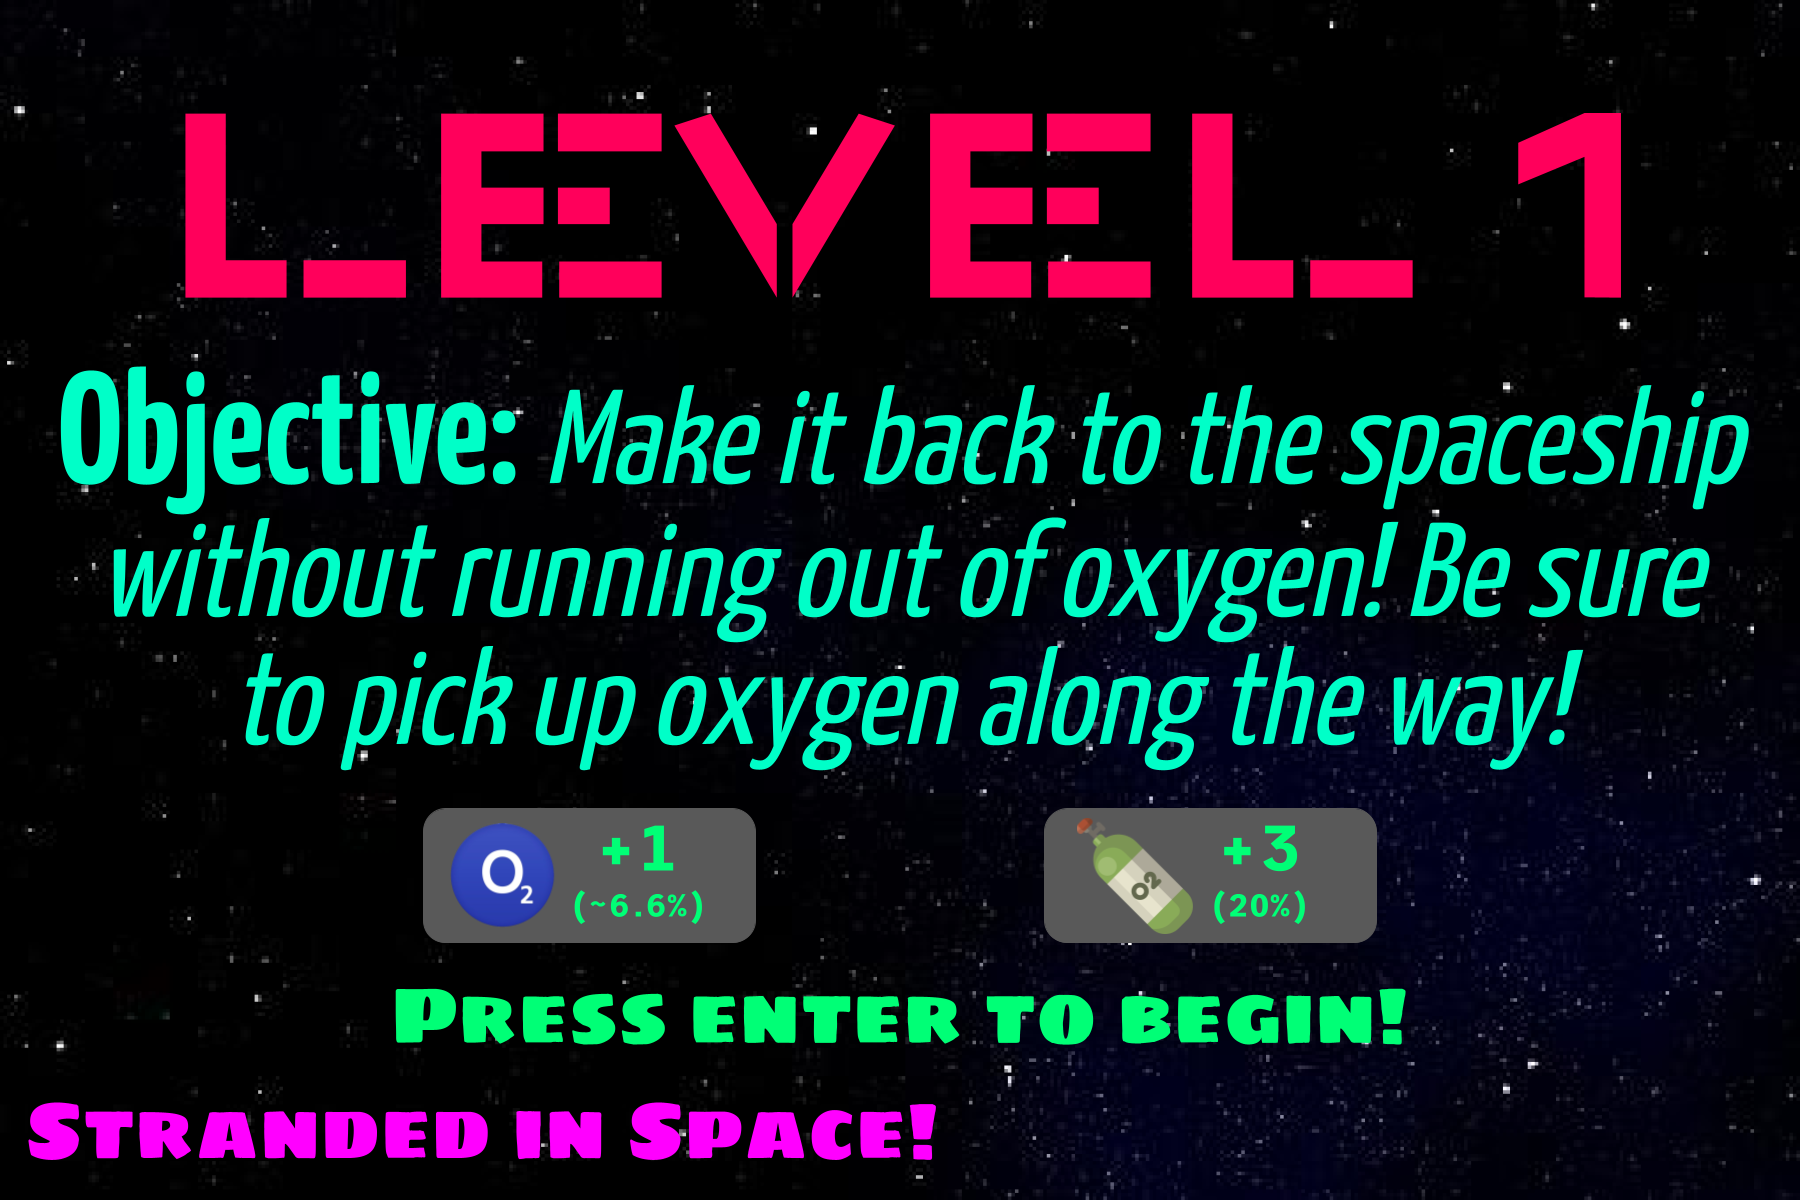 LEVEL 1
Objective: Make it back to the spaceship
without running out of oxygen! Be sure
to pick up oxygen along the way!
O2 +1 O2 +3
(~6.6%) (20%)
Press enter to begin!
Stranded in Space!